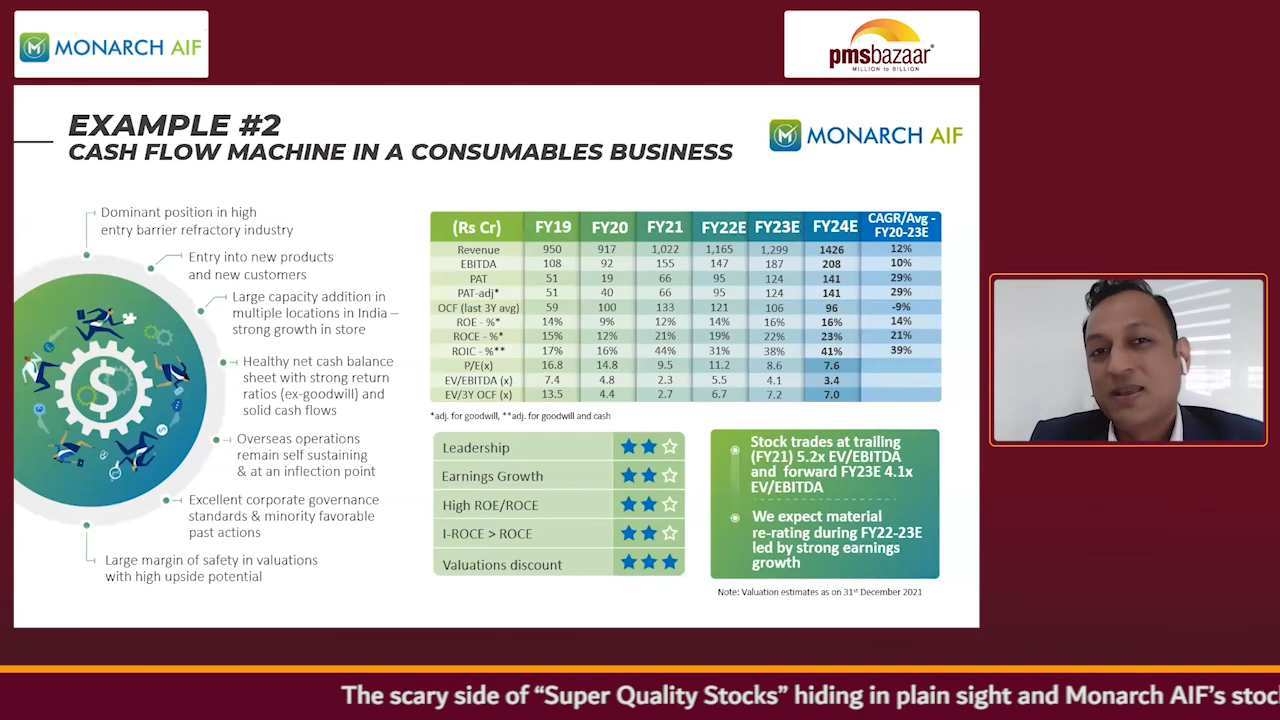 MONARCH AIF
pmsbazaar
MILLION to BILLION
EXAMPLE #2
CASH FLOW MACHINE IN A CONSUMABLES BUSINESS
MONARCH AIF
Dominant position in high
entry barrier refractory industry
Entry into new products
and new customers
Large capacity addition in
multiple locations in India –
strong growth in store
Healthy net cash balance
sheet with strong return
ratios (ex-goodwill) and
solid cash flows
Overseas operations
remain self sustaining
& at an inflection point
Excellent corporate governance
standards & minority favorable
past actions
Large margin of safety in valuations
with high upside potential
(Rs Cr) FY19 FY20 FY21 FY22E FY23E FY24E CAGR/Avg -
FY20-23E
Revenue 950 917 1,022 1,165 1,299 1426 12%
EBITDA 108 92 155 147 187 208 10%
PAT 51 19 66 95 124 141 29%
PAT-adj* 51 40 66 95 124 141 29%
OCF (last 3Y avg) 59 100 133 121 106 96 -9%
ROE - %* 14% 9% 12% 14% 16% 16% 14%
ROCE - %* 15% 12% 21% 19% 22% 23% 21%
ROIC - %** 17% 16% 44% 31% 38% 41% 39%
P/E(x) 16.8 14.8 9.5 11.2 8.6 7.6
EV/EBITDA (x) 7.4 4.8 2.3 5.5 4.1 3.4
EV/3Y OCF (x) 13.5 4.4 2.7 6.7 7.2 7.0
*adj. for goodwill, **adj. for goodwill and cash
Leadership
Earnings Growth
High ROE/ROCE
I-ROCE > ROCE
Valuations discount
Stock trades at trailing
(FY21) 5.2x EV/EBITDA
and forward FY23E 4.1x
EV/EBITDA
We expect material
re-rating during FY22-23E
led by strong earnings
growth
Note: Valuation estimates as on 31st December 2021
The scary side of “Super Quality Stocks” hiding in plain sight and Monarch AIF’s stoc